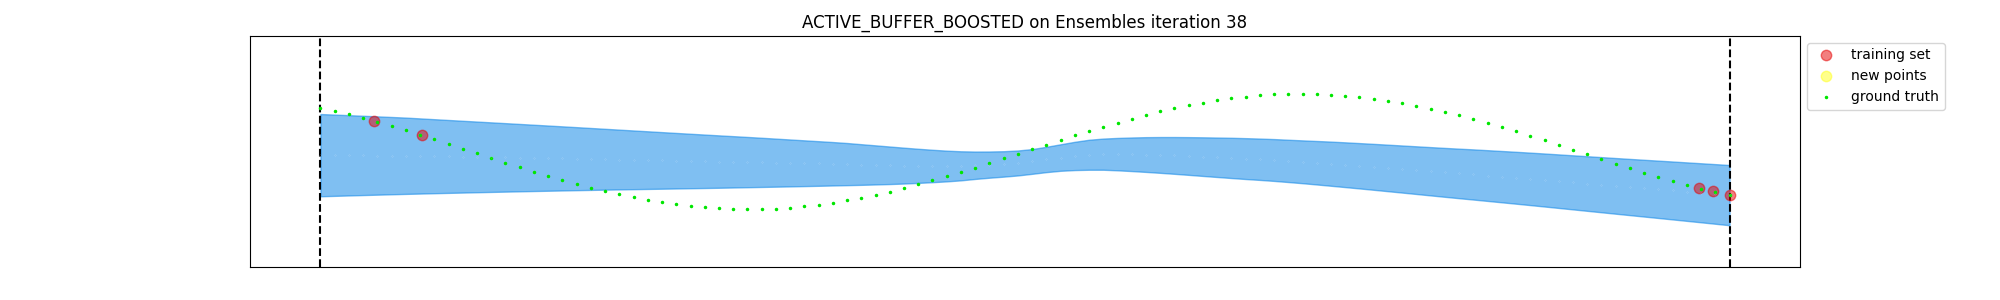 ACTIVE_BUFFER_BOOSTED on Ensembles iteration 38
training set
new points
ground truth